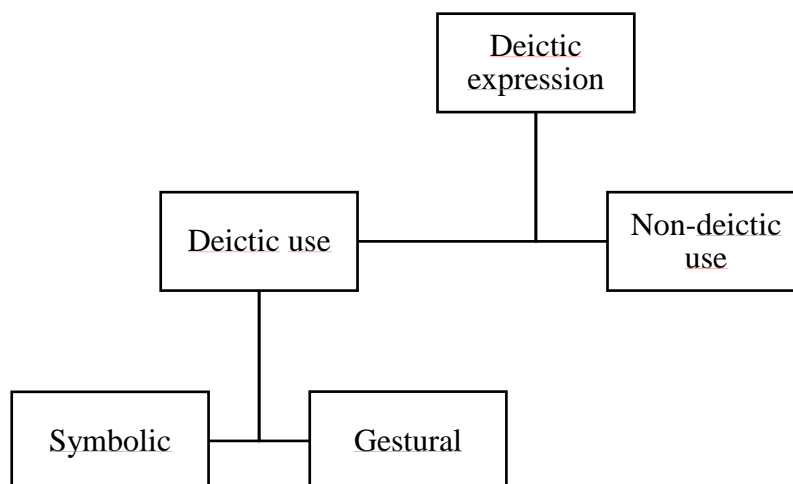 Deictic
expression
Deictic use
Non-deictic
use
Symbolic
Gestural